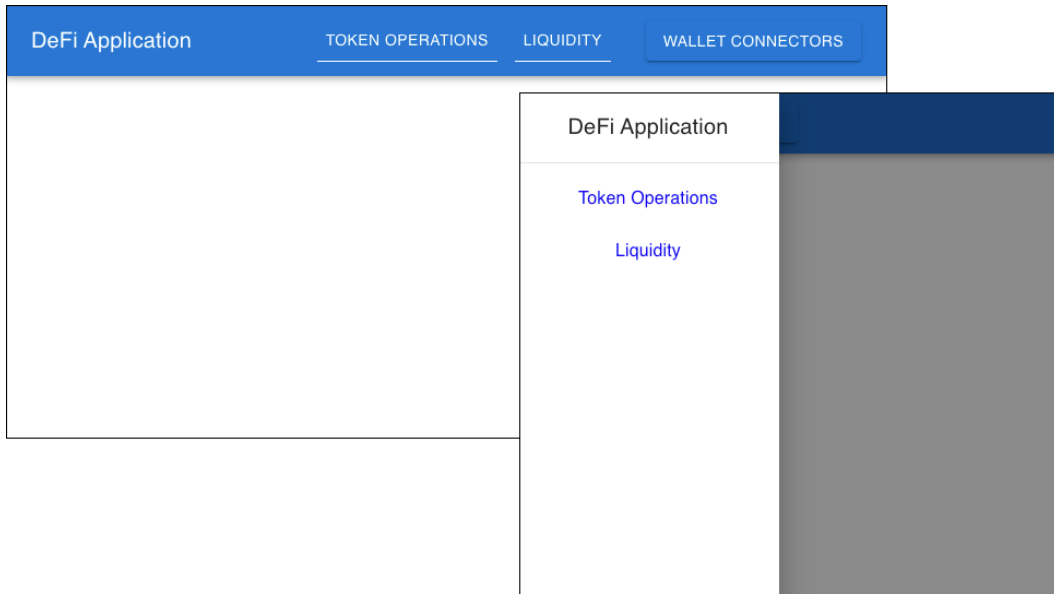 DeFi Application
TOKEN OPERATIONS
LIQUIDITY
WALLET CONNECTORS
DeFi Application
Token Operations
Liquidity